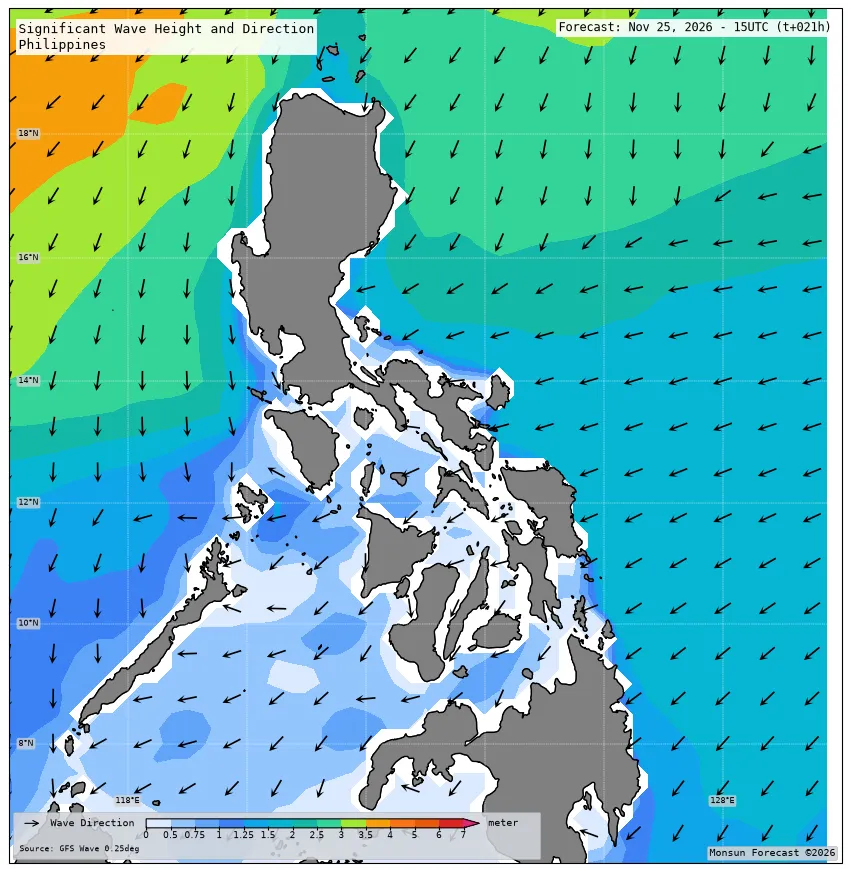 Significant Wave Height and Direction
Philippines
Forecast: Nov 25, 2026 - 15UTC (t+021h)
18°N
16°N
14°N
12°N
10°N
8°N
118°E
128°E
Wave Direction
0 0.5 0.75 1 1.25 1.5 2 2.5 3 3.5 4 5 6 7
meter
Source: GFS Wave 0.25deg
Monsun Forecast ©2026